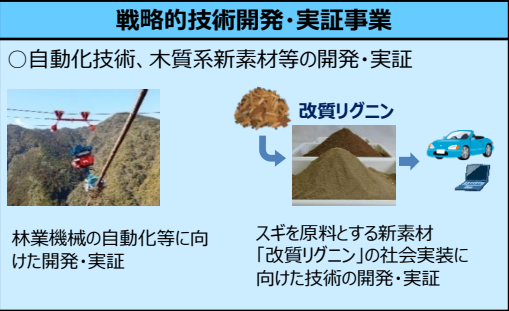 戦略的技術開発・実証事業
○自動化技術、木質系新素材等の開発・実証
改質リグニン
林業機械の自動化等に向
けた開発・実証
スギを原料とする新素材
「改質リグニン」の社会実装に
向けた技術の開発・実証